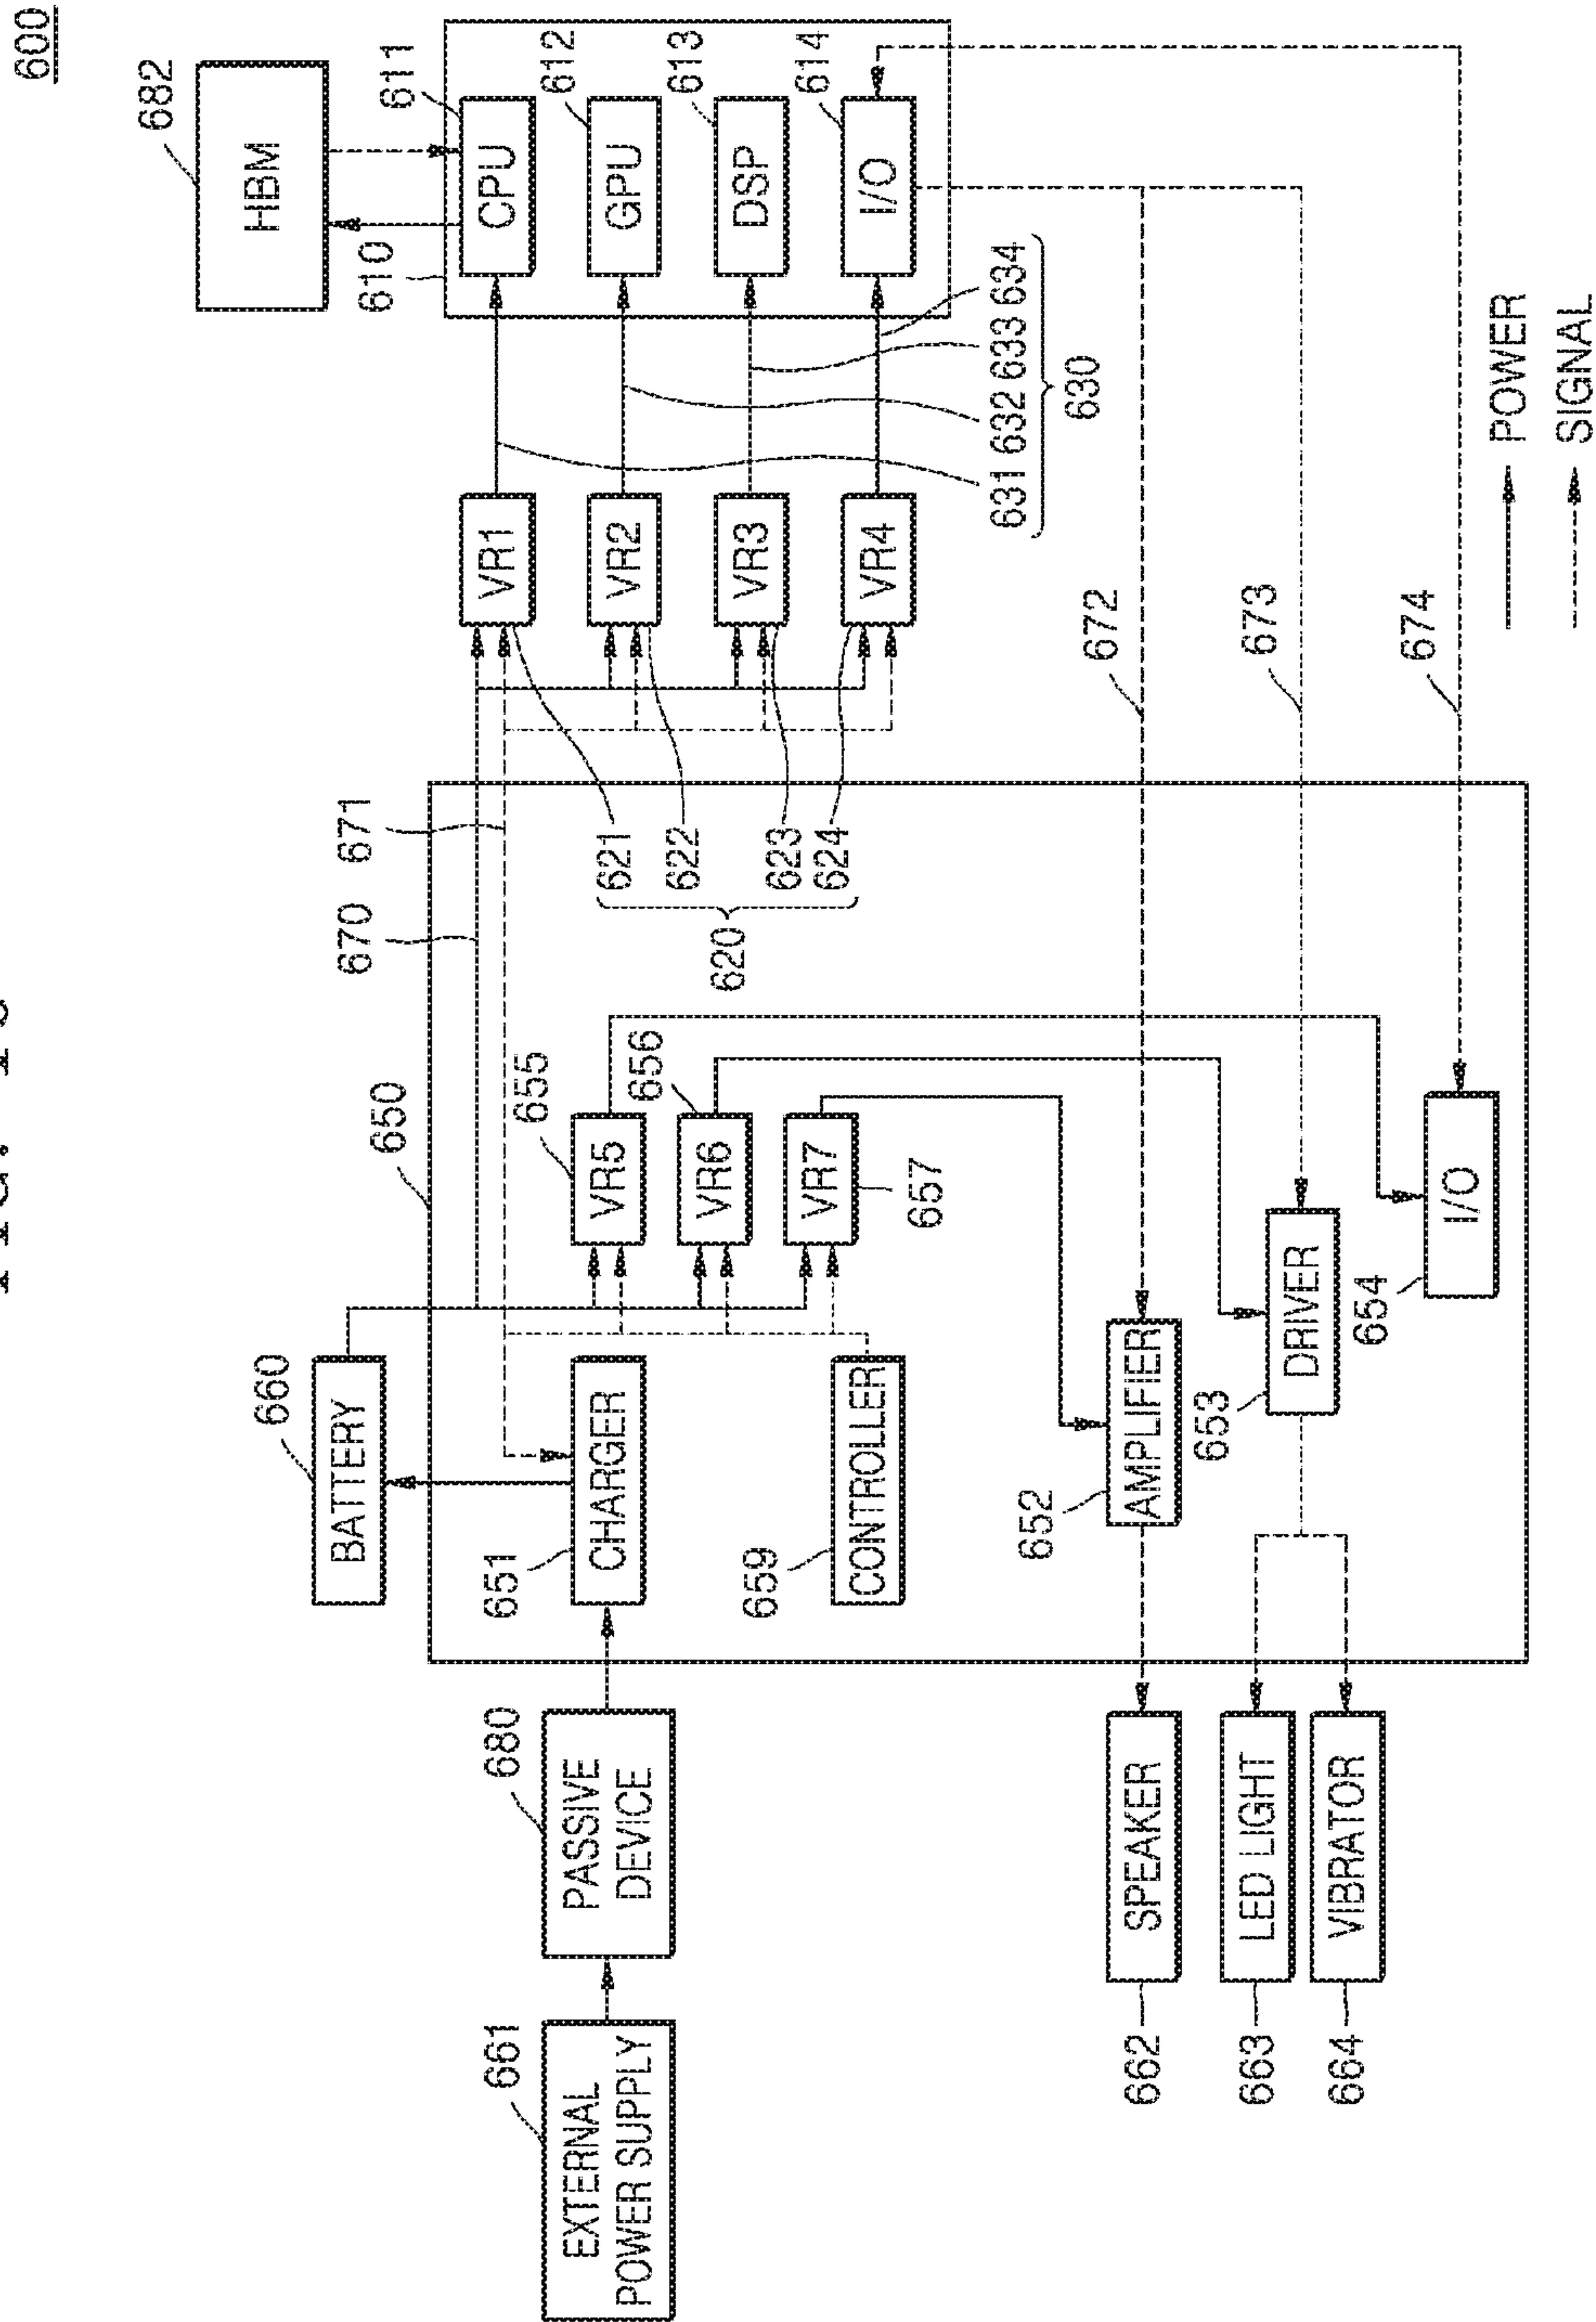 600
682
HBM
610
611
CPU
612
GPU
613
DSP
614
I/O
631 632 633 634
630
VR1
VR2
VR3
VR4
670
671
621
622
623
624
620
672
673
674
650
655
VR5
656
VR6
VR7
657
660
BATTERY
651
CHARGER
659
CONTROLLER
652
AMPLIFIER
653
DRIVER
654
I/O
661
EXTERNAL
POWER SUPPLY
680
PASSIVE
DEVICE
662
SPEAKER
663
LED LIGHT
664
VIBRATOR
POWER
SIGNAL